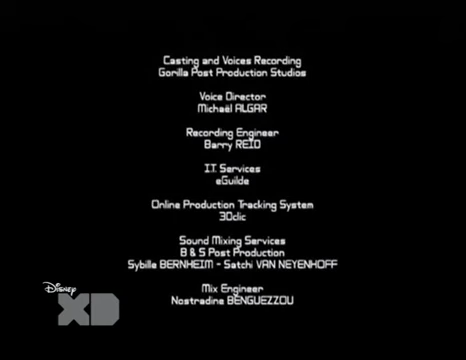 Casting and Voices Recording
Gorilla Post Production Studios
Voice Director
Michaël ALGAR
Recording Engineer
Barry REID
I.T. Services
eGuilde
Online Production Tracking System
3Dclic
Sound Mixing Services
B & S Post Production
Sybille BERNHEIM - Satchi VAN NEYENHOFF
Mix Engineer
Nostradine BENGUEZZOU
Disney
XD